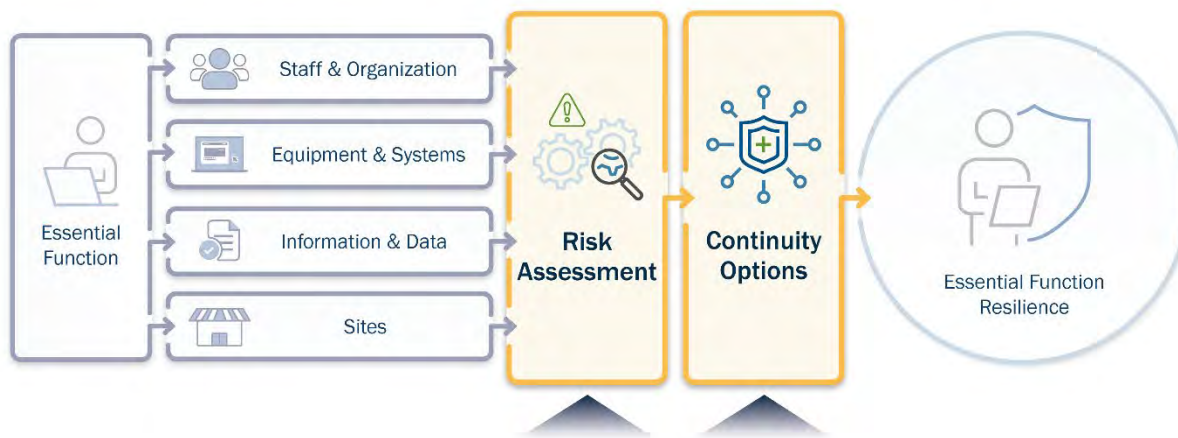 Essential
Function
Staff & Organization
Equipment & Systems
Information & Data
Sites
Risk
Assessment
Continuity
Options
Essential Function
Resilience